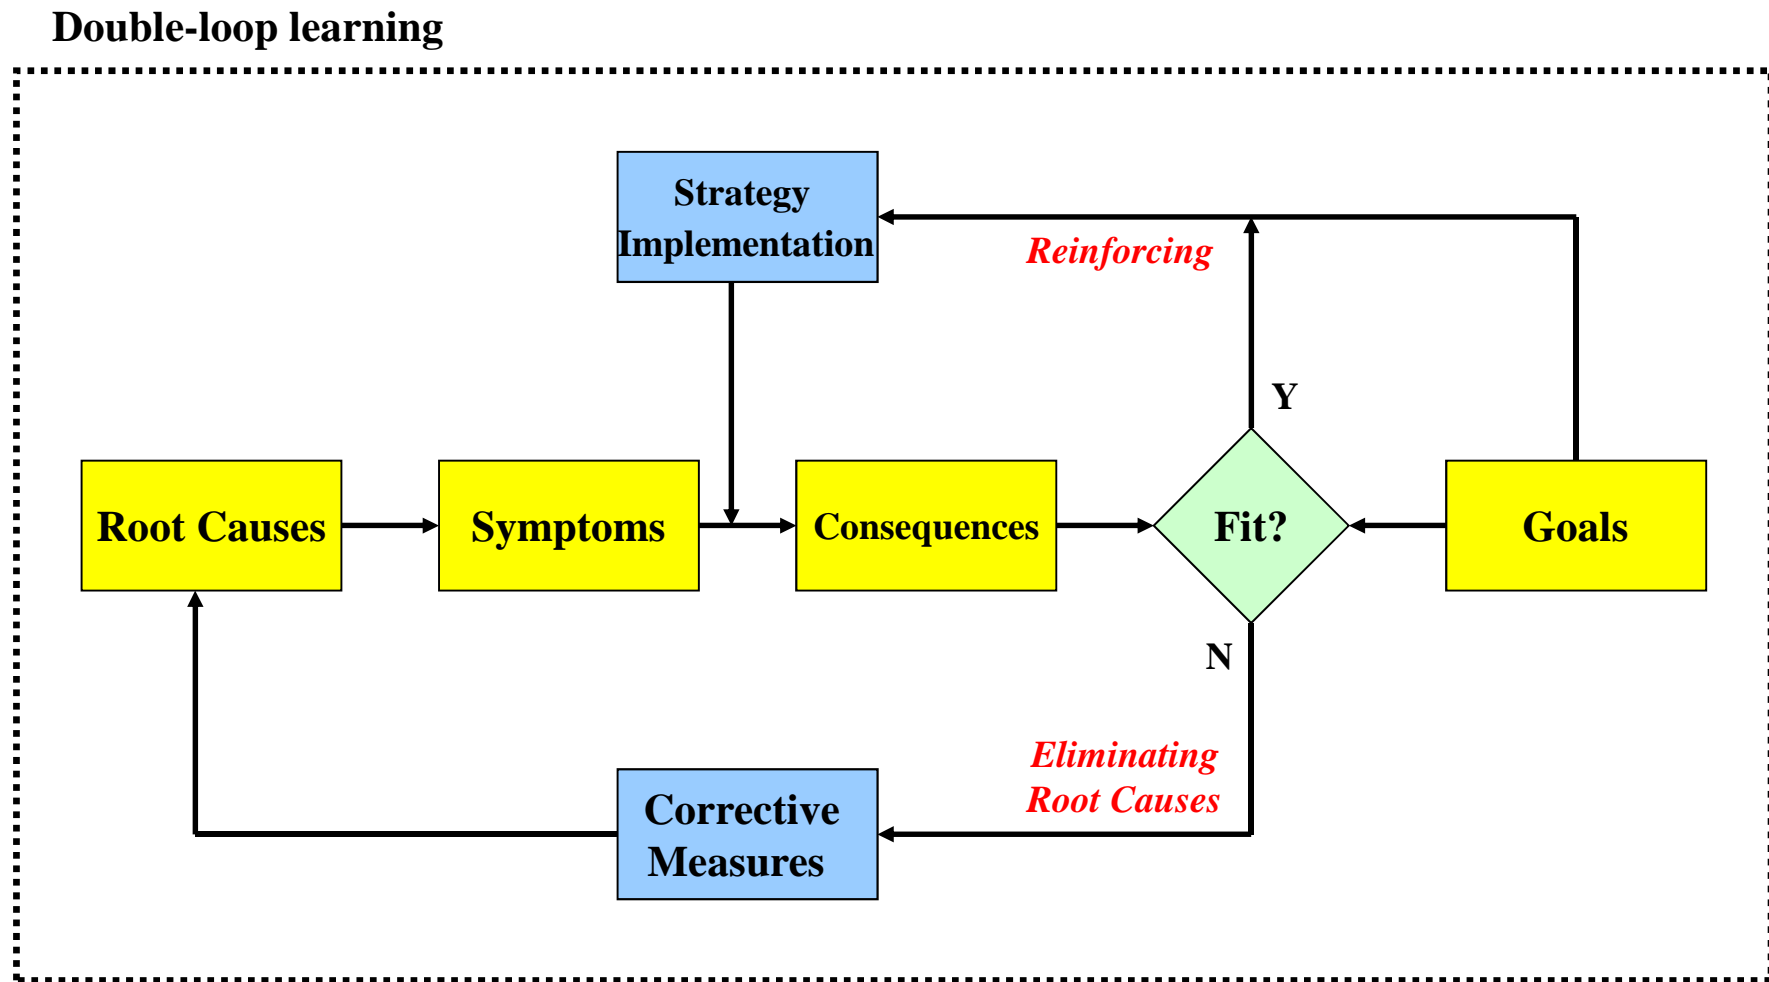 Double-loop learning
Strategy
Implementation
Reinforcing
Y
Root Causes
Symptoms
Consequences
Fit?
Goals
N
Eliminating
Root Causes
Corrective
Measures